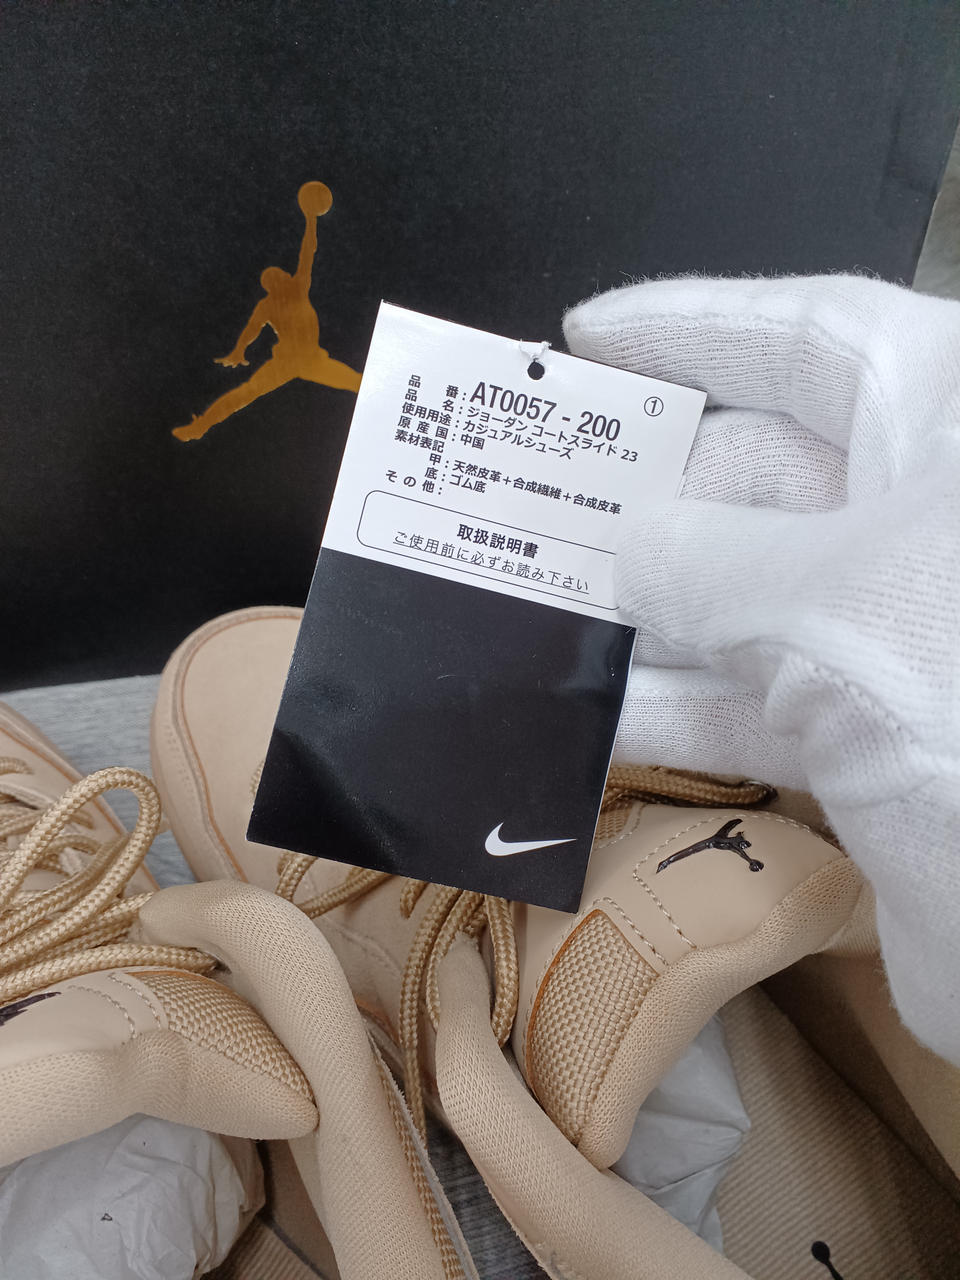 ①
品　番：AT0057 - 200
品　名：ジョーダン コートスライド 23
使用用途：カジュアルシューズ
原産国：中国
素材表記
甲：天然皮革＋合成繊維＋合成皮革
底：ゴム底
その他：
取扱説明書
ご使用前に必ずお読み下さい